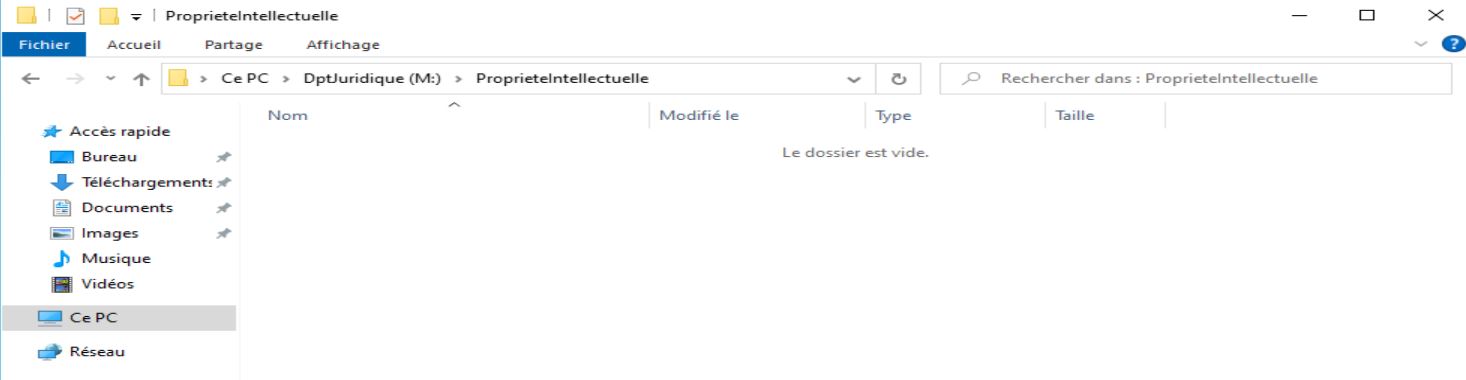 ProprieteIntellectuelle
Fichier Accueil Partage Affichage
Ce PC > DptJuridique (M:) > ProprieteIntellectuelle
Rechercher dans : ProprieteIntellectuelle
Nom Modifié le Type Taille
Le dossier est vide.
Accès rapide
Bureau
Téléchargements
Documents
Images
Musique
Vidéos
Ce PC
Réseau